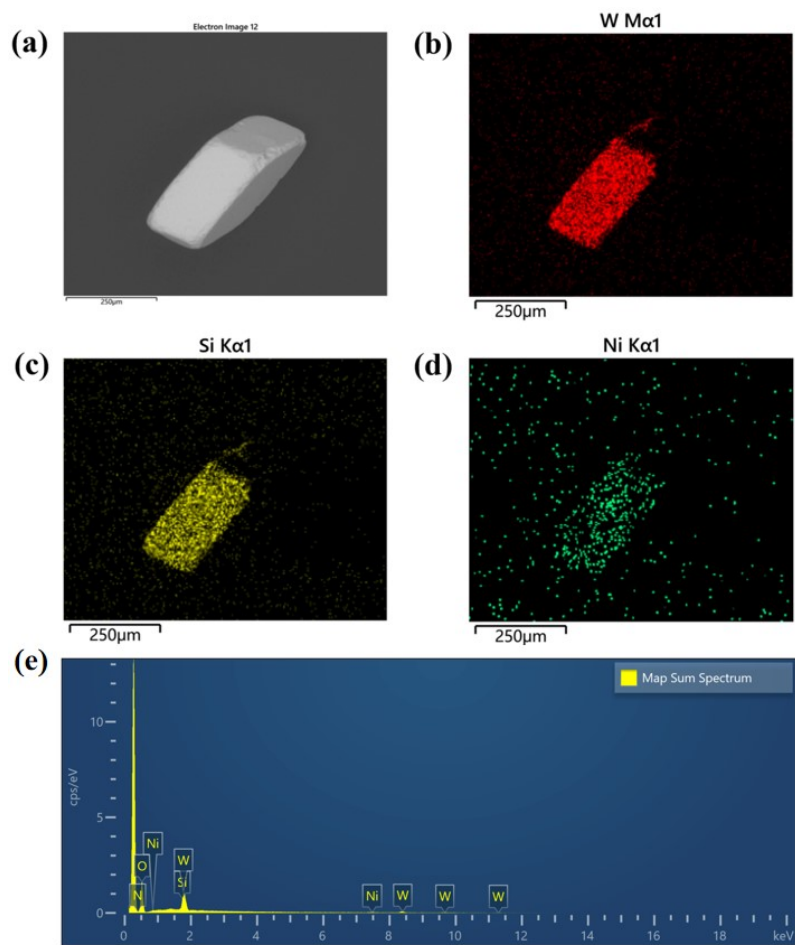 (a)
Electron Image 12
250µm
(b)
W Mα1
250µm
(c)
Si Kα1
250µm
(d)
Ni Kα1
250µm
(e)
Map Sum Spectrum
cps/eV
10
5
0
N
O
Ni
W
Si
Ni
W
W
W
0 2 4 6 8 10 12 14 16 18 keV